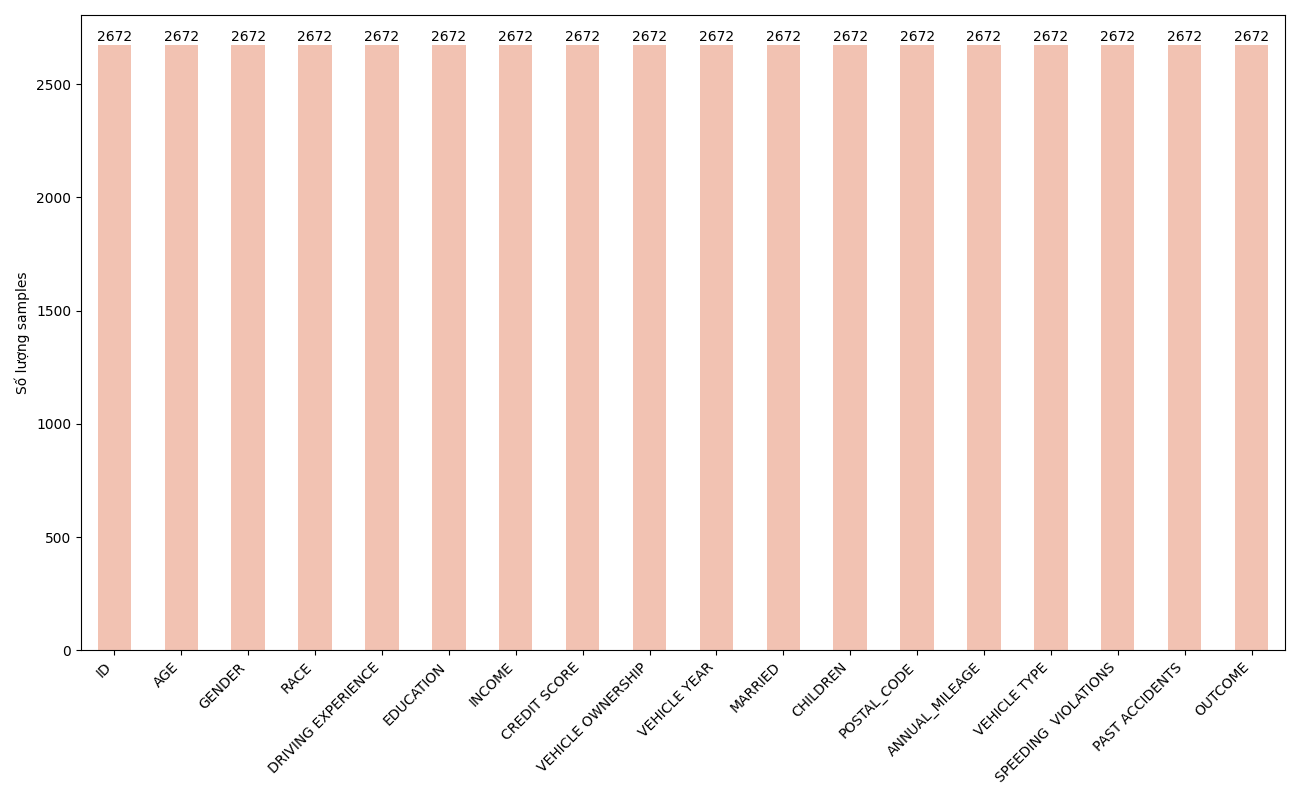 2672 2672 2672 2672 2672 2672 2672 2672 2672 2672 2672 2672 2672 2672 2672 2672 2672 2672
2500
2000
1500
1000
500
0
Số lượng samples
ID
AGE
GENDER
RACE
DRIVING EXPERIENCE
EDUCATION
INCOME
CREDIT SCORE
VEHICLE OWNERSHIP
VEHICLE YEAR
MARRIED
CHILDREN
POSTAL_CODE
ANNUAL_MILEAGE
VEHICLE TYPE
SPEEDING  VIOLATIONS
PAST ACCIDENTS
OUTCOME